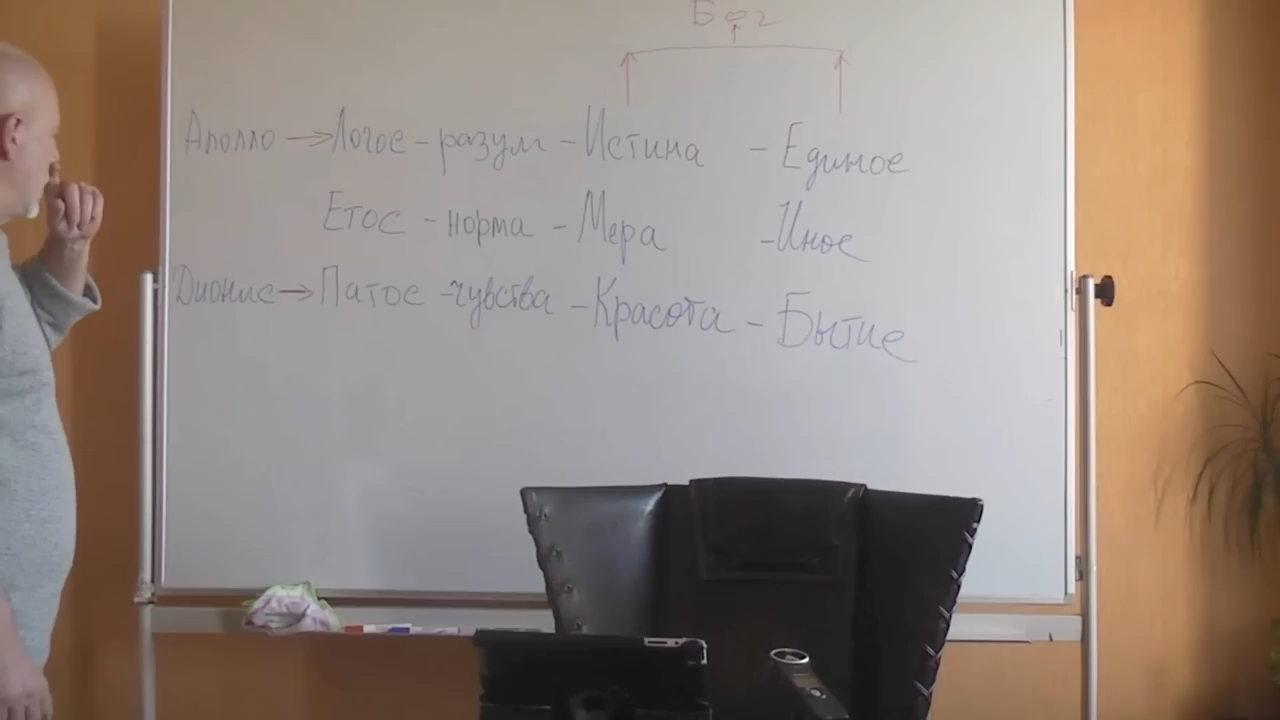 Бог
Аполло → Логос - разум - Истина - Единое
Етос - норма - Мера - Иное
Дионис → Патос - чувства - Красота - Бытие